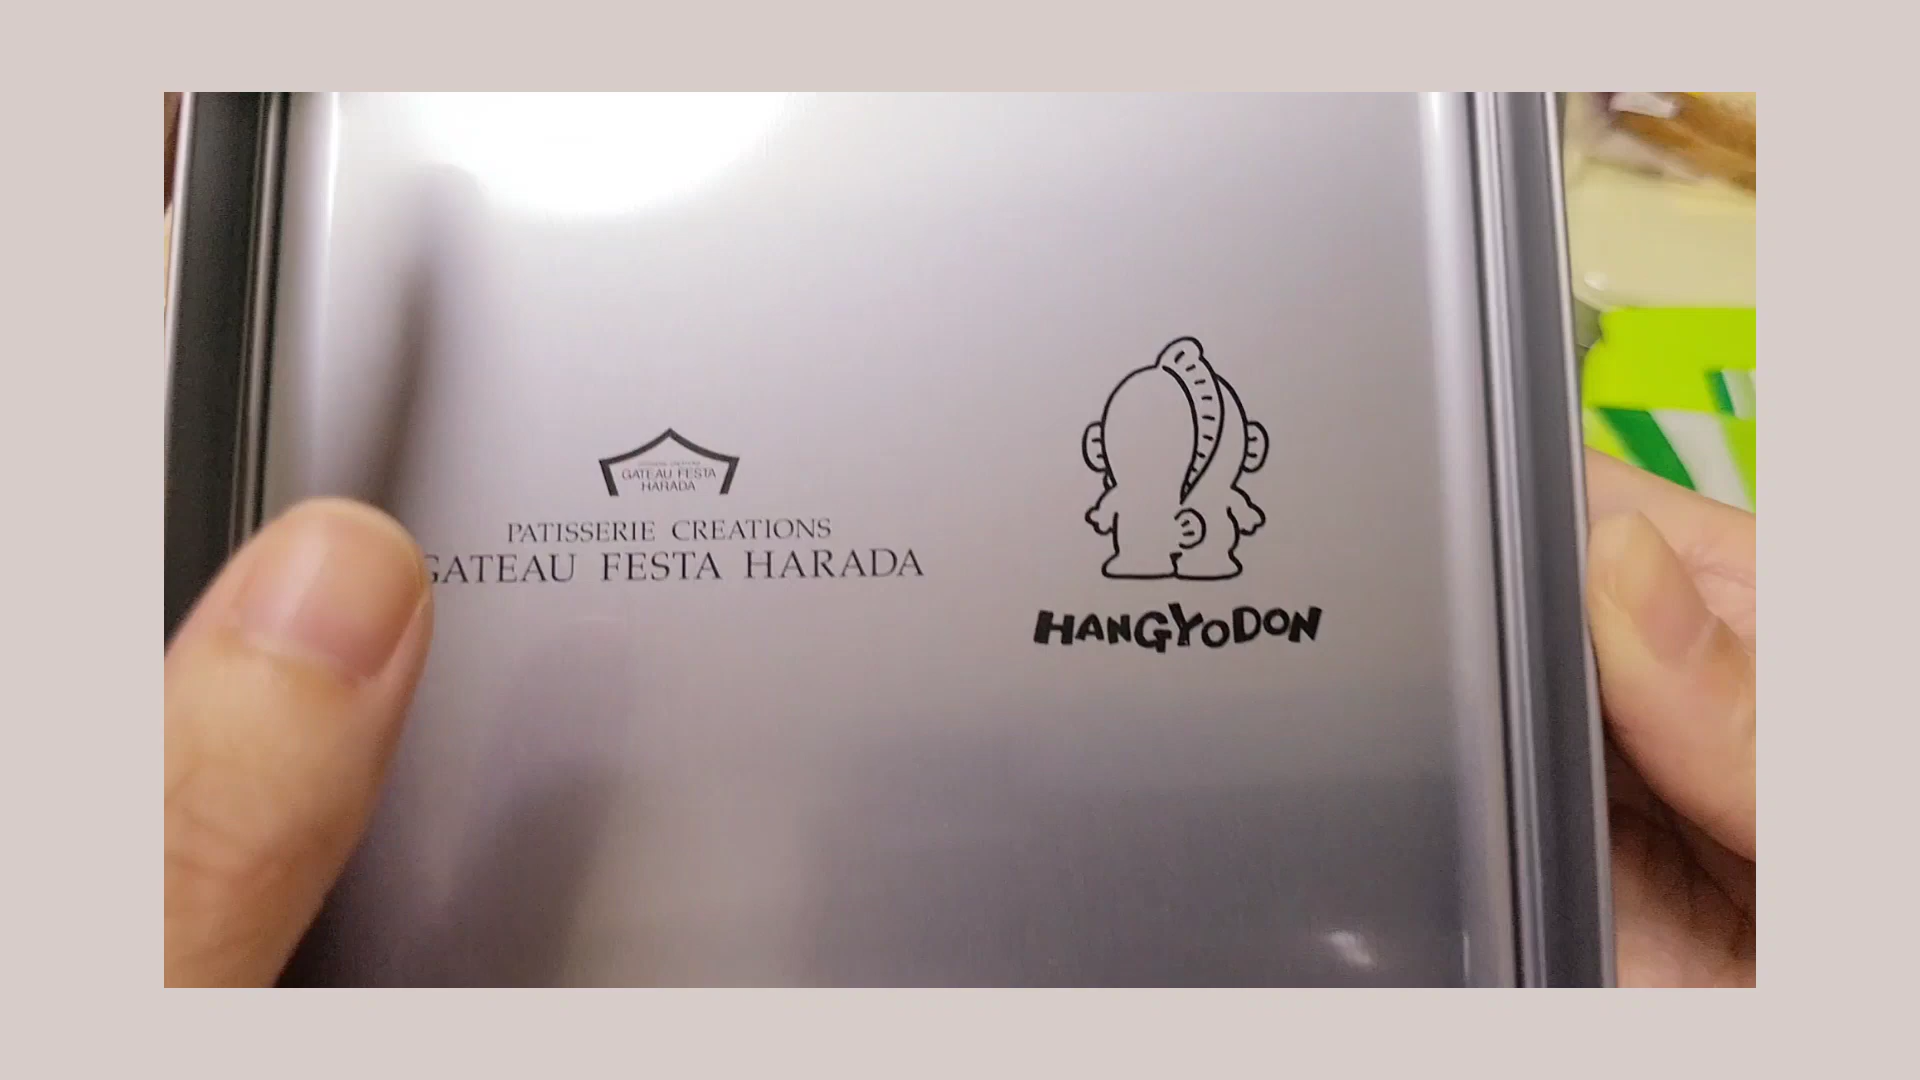 GATEAU FESTA
HARADA
PATISSERIE CREATIONS
GATEAU FESTA HARADA
HANGYODON